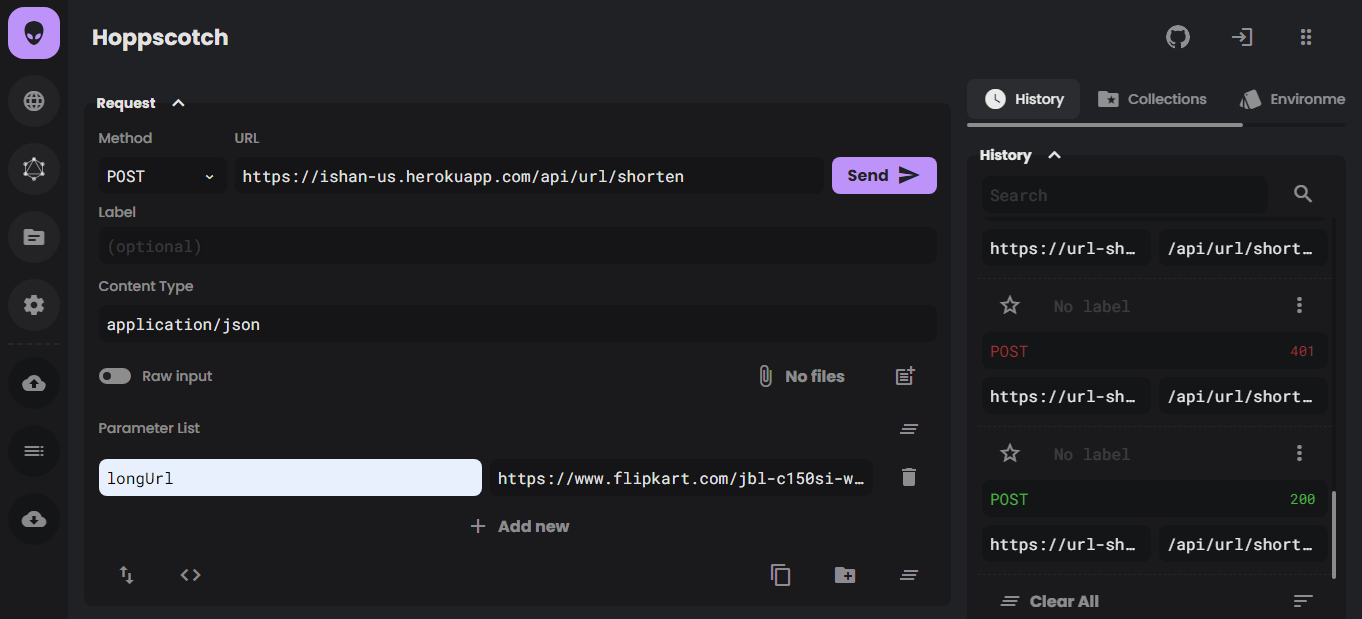 Hoppscotch
Request
Method URL
POST https://ishan-us.herokuapp.com/api/url/shorten Send
Label
(optional)
Content Type
application/json
Raw input No files
Parameter List
longUrl https://www.flipkart.com/jbl-c150si-w…
Add new
History Collections Environme
History
Search
https://url-sh… /api/url/short…
No label
POST 401
https://url-sh… /api/url/short…
No label
POST 200
https://url-sh… /api/url/short…
Clear All